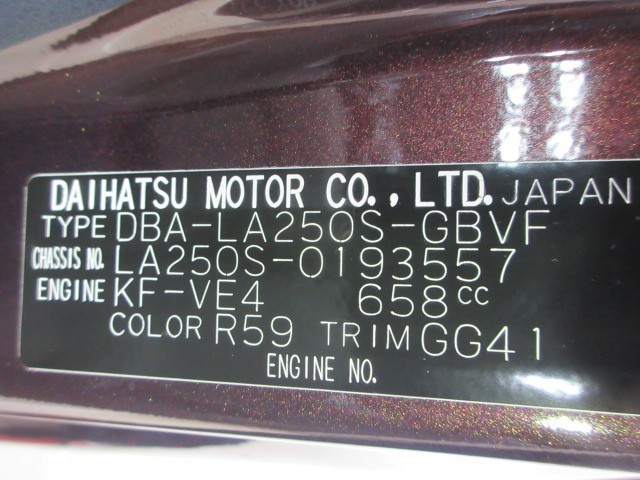 DAIHATSU MOTOR CO., LTD. JAPAN
TYPE DBA-LA250S-GBVF
CHASSIS NO. LA250S-0193557
ENGINE KF-VE4 658cc
COLOR R59 TRIM GG41
ENGINE NO.